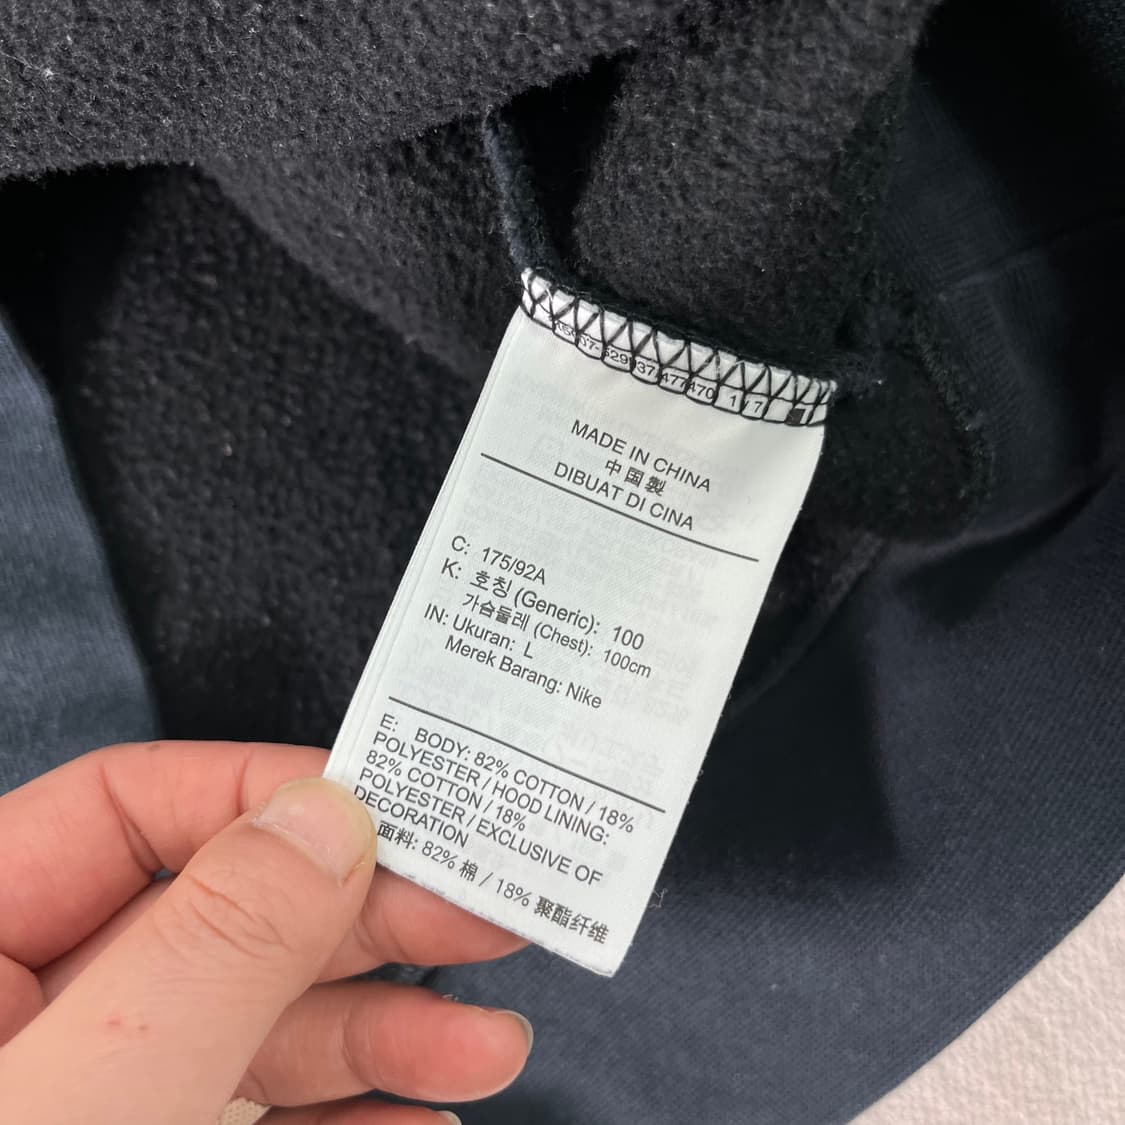 1 / 7
MADE IN CHINA
中国製
DIBUAT DI CINA
C: 175/92A
K: 호칭 (Generic): 100
가슴둘레 (Chest): 100cm
IN: Ukuran: L
Merek Barang: Nike
E: BODY: 82% COTTON / 18%
POLYESTER / HOOD LINING:
82% COTTON / 18%
POLYESTER / EXCLUSIVE OF
DECORATION
面料: 82% 棉 / 18% 聚酯纤维